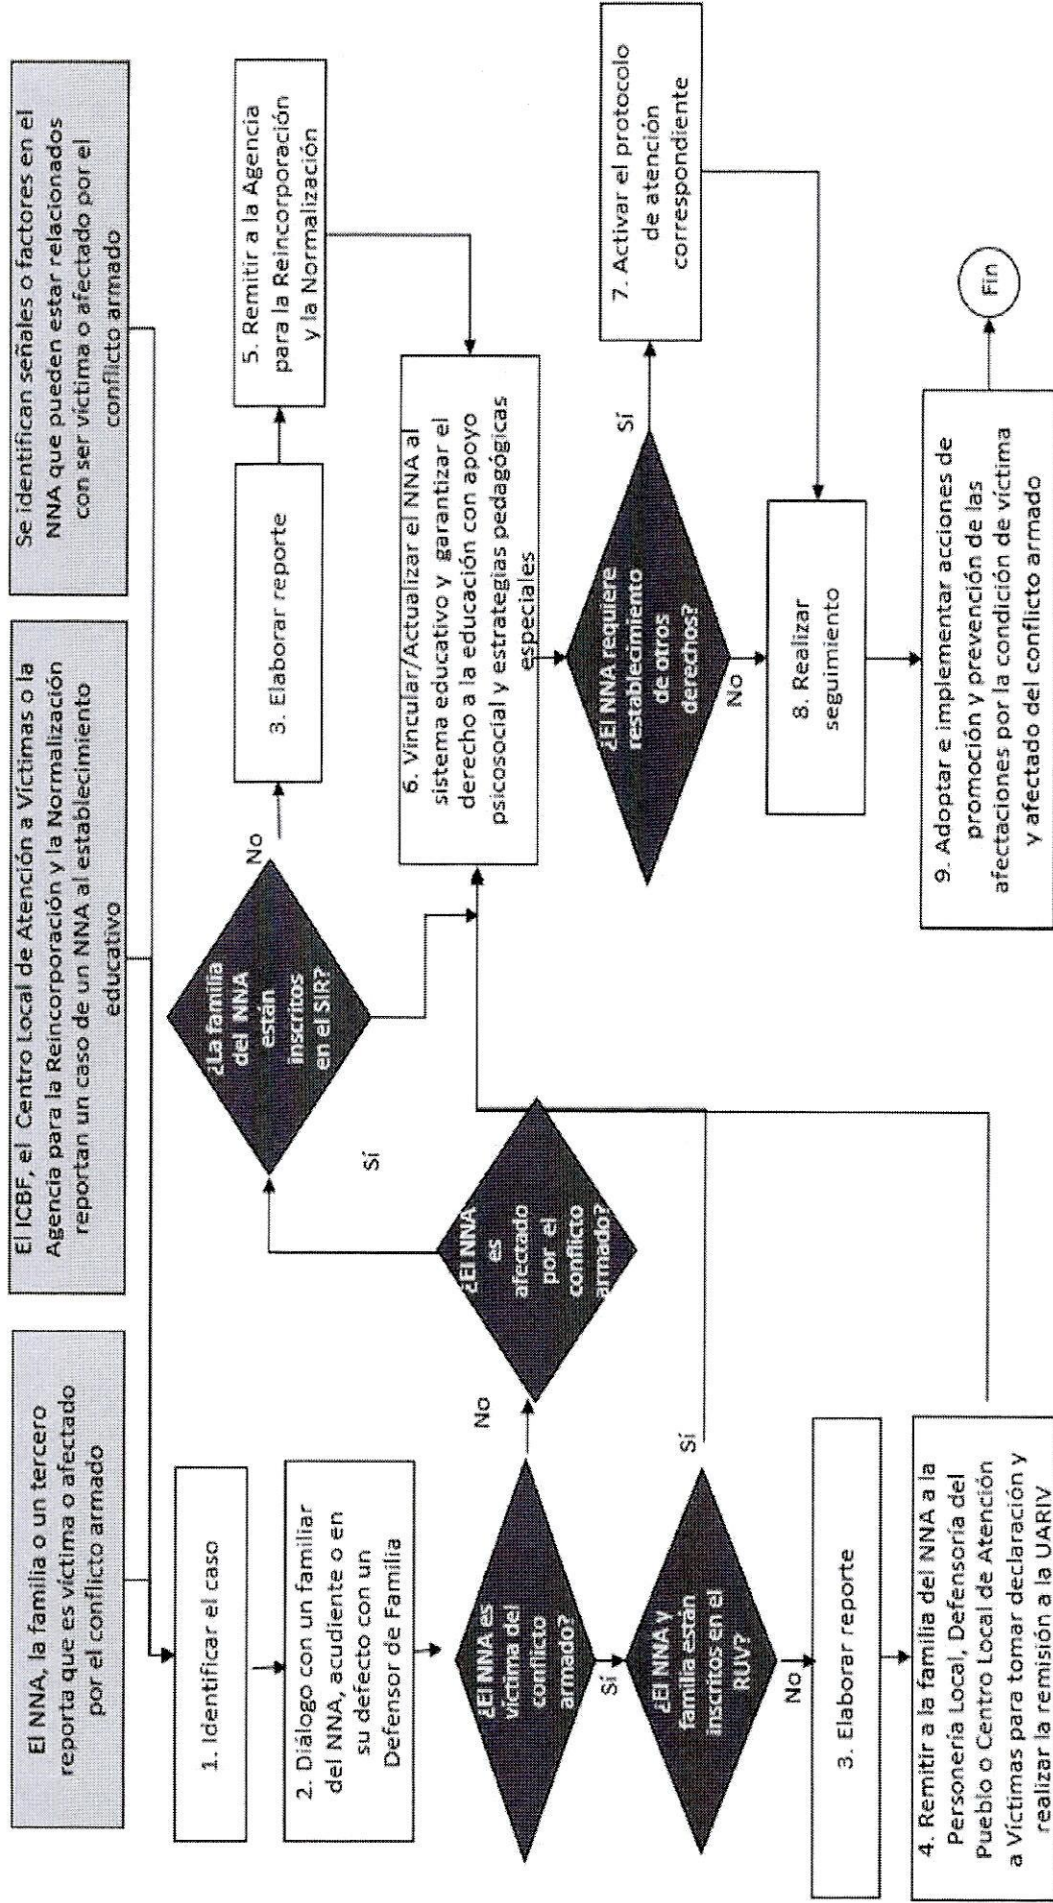 El NNA, la familia o un tercero
reporta que es víctima o afectado
por el conflicto armado
El ICBF, el Centro Local de Atención a Víctimas o la
Agencia para la Reincorporación y la Normalización
reportan un caso de un NNA al establecimiento
educativo
Se identifican señales o factores en el
NNA que pueden estar relacionados
con ser víctima o afectado por el
conflicto armado
1. Identificar el caso
2. Diálogo con un familiar
del NNA, acudiente o en
su defecto con un
Defensor de Familia
¿El NNA es
víctima del
conflicto
armado?
No
Sí
¿El NNA y
familia están
inscritos en el
RUV?
Sí
No
3. Elaborar reporte
4. Remitir a la familia del NNA a la
Personería Local, Defensoría del
Pueblo o Centro Local de Atención
a Víctimas para tomar declaración y
realizar la remisión a la UARIV
¿El NNA
es
afectado
por el
conflicto
armado?
Sí
¿La familia
del NNA
están
inscritos
en el SIR?
No
3. Elaborar reporte
5. Remitir a la Agencia
para la Reincorporación
y la Normalización
6. Vincular/Actualizar el NNA al
sistema educativo y garantizar el
derecho a la educación con apoyo
psicosocial y estrategias pedagógicas
especiales
¿El NNA requiere
restablecimiento
de otros
derechos?
Sí
No
7. Activar el protocolo
de atención
correspondiente
8. Realizar
seguimiento
9. Adoptar e implementar acciones de
promoción y prevención de las
afectaciones por la condición de víctima
y afectado del conflicto armado
Fin